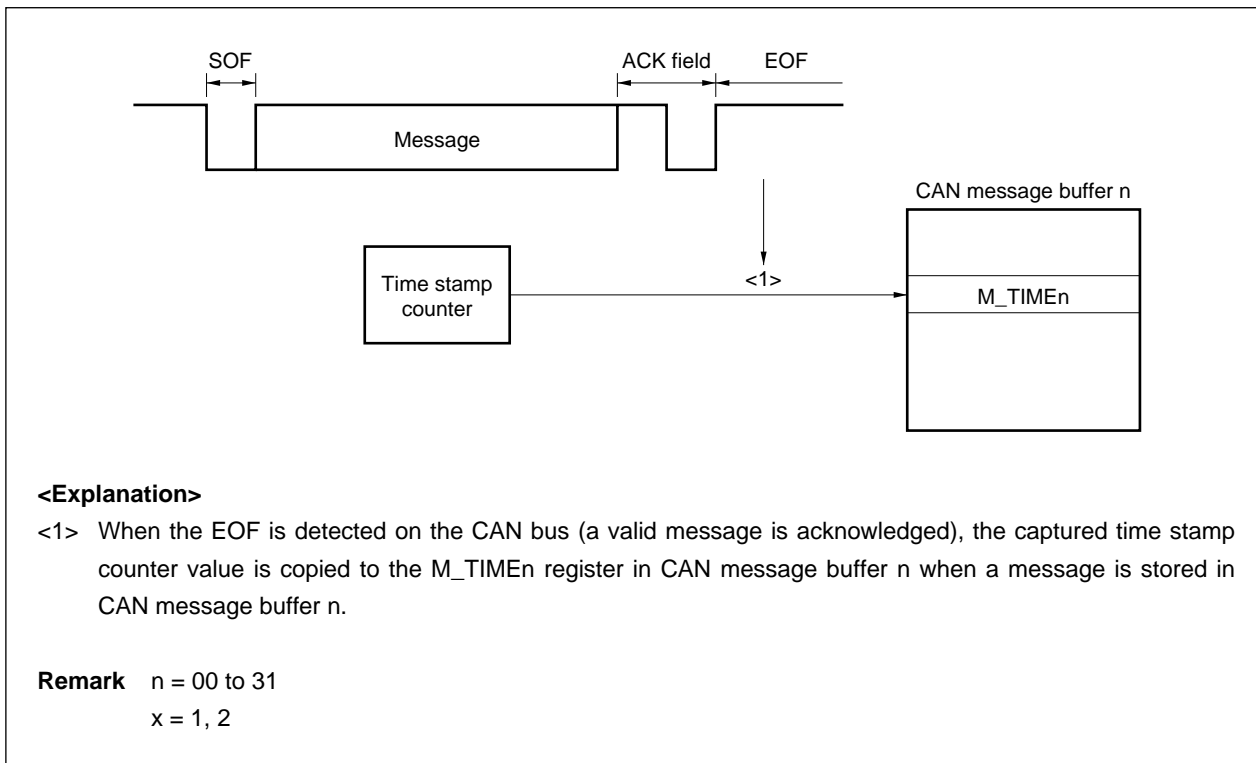 SOF
ACK field
EOF
Message
CAN message buffer n
Time stamp
counter
<1>
M_TIMEn
<Explanation>
<1> When the EOF is detected on the CAN bus (a valid message is acknowledged), the captured time stamp
counter value is copied to the M_TIMEn register in CAN message buffer n when a message is stored in
CAN message buffer n.
Remark n = 00 to 31
x = 1, 2